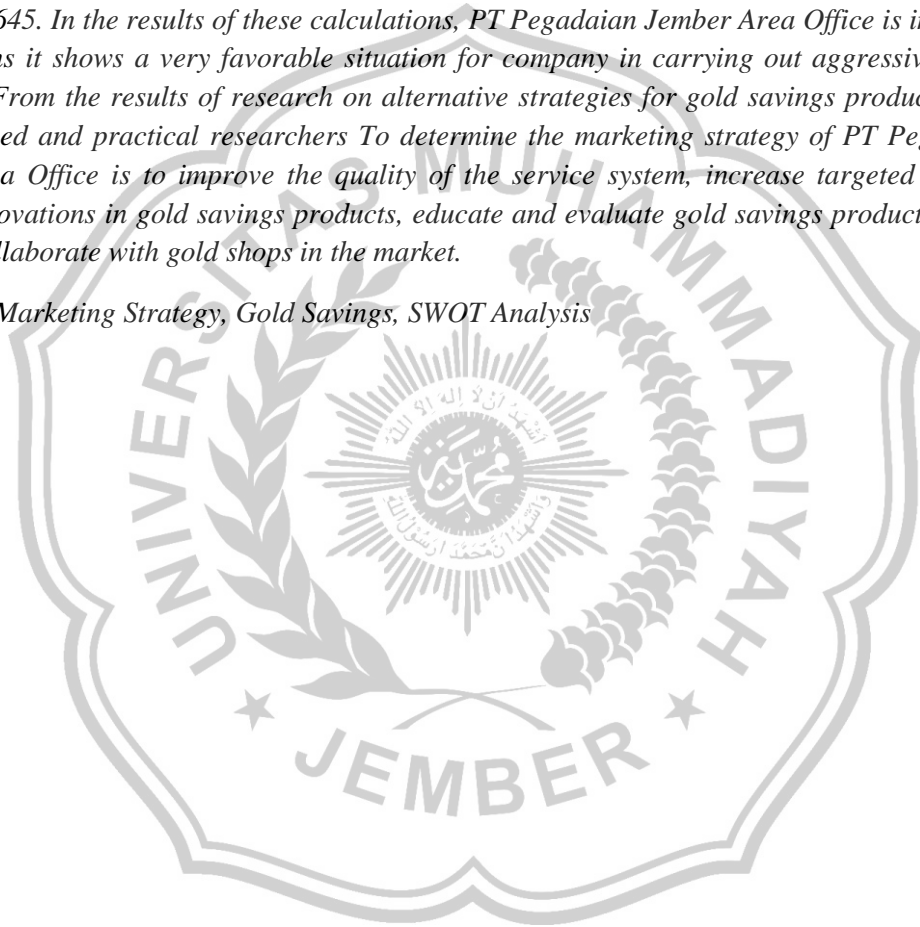 645. In the results of these calculations, PT Pegadaian Jember Area Office is i
s it shows a very favorable situation for company in carrying out aggressiv
From the results of research on alternative strategies for gold savings produc
ed and practical researchers To determine the marketing strategy of PT Peg
a Office is to improve the quality of the service system, increase targeted
ovations in gold savings products, educate and evaluate gold savings product
llaborate with gold shops in the market.
Marketing Strategy, Gold Savings, SWOT Analysis
UNIVERSITAS MUHAMMADIYAH
JEMBER